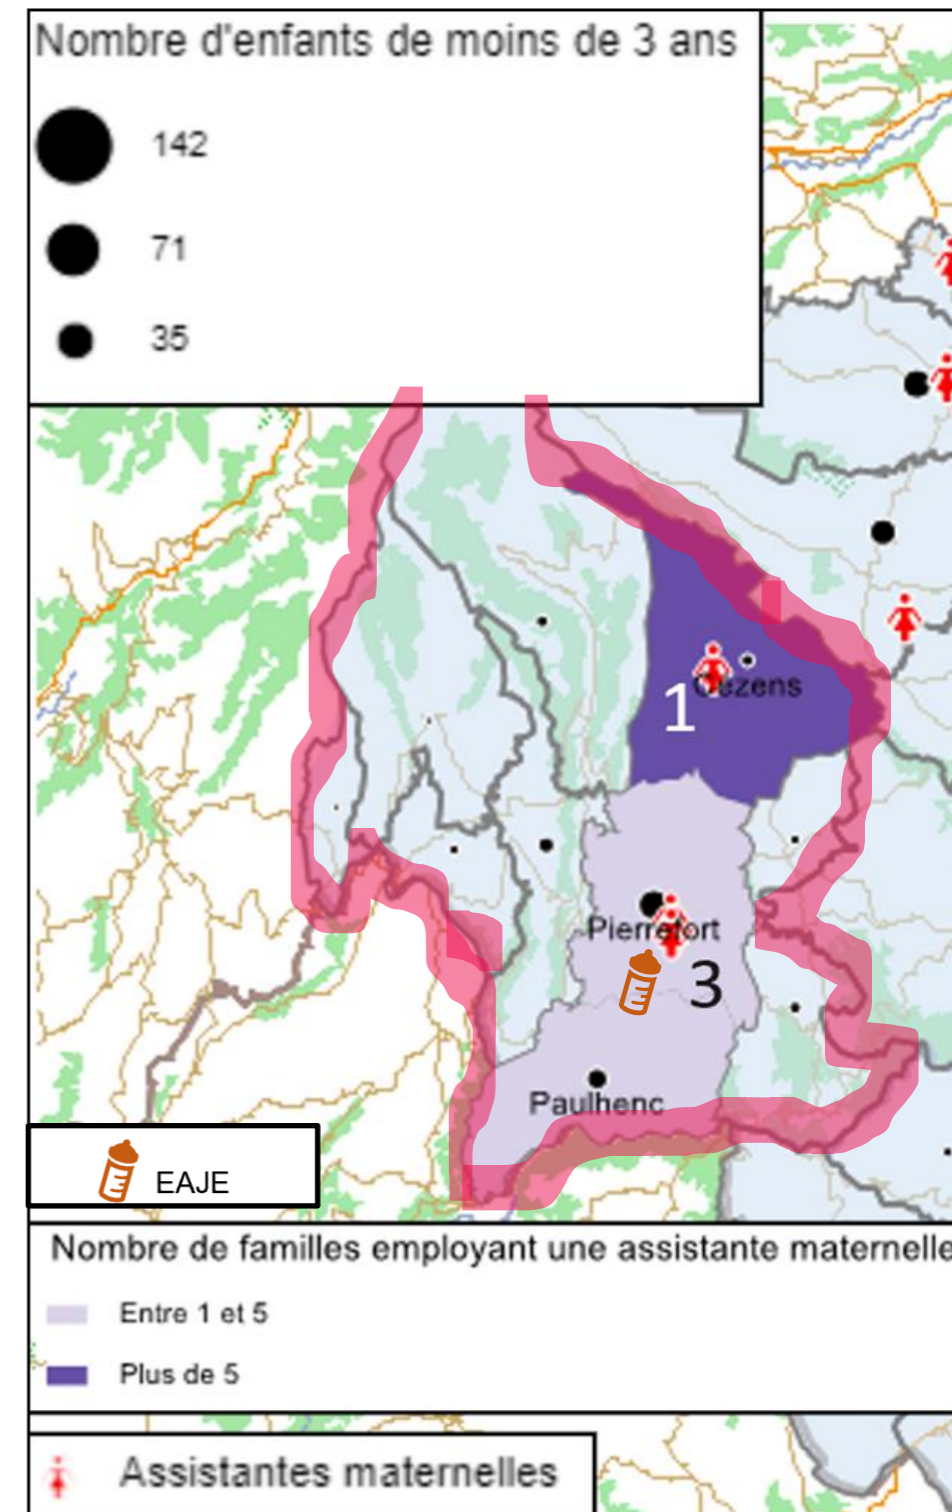 Nombre d'enfants de moins de 3 ans
142
71
35
Cezens
1
Pierrefort
3
Paulhenc
EAJE
Nombre de familles employant une assistante maternelle
Entre 1 et 5
Plus de 5
Assistantes maternelles